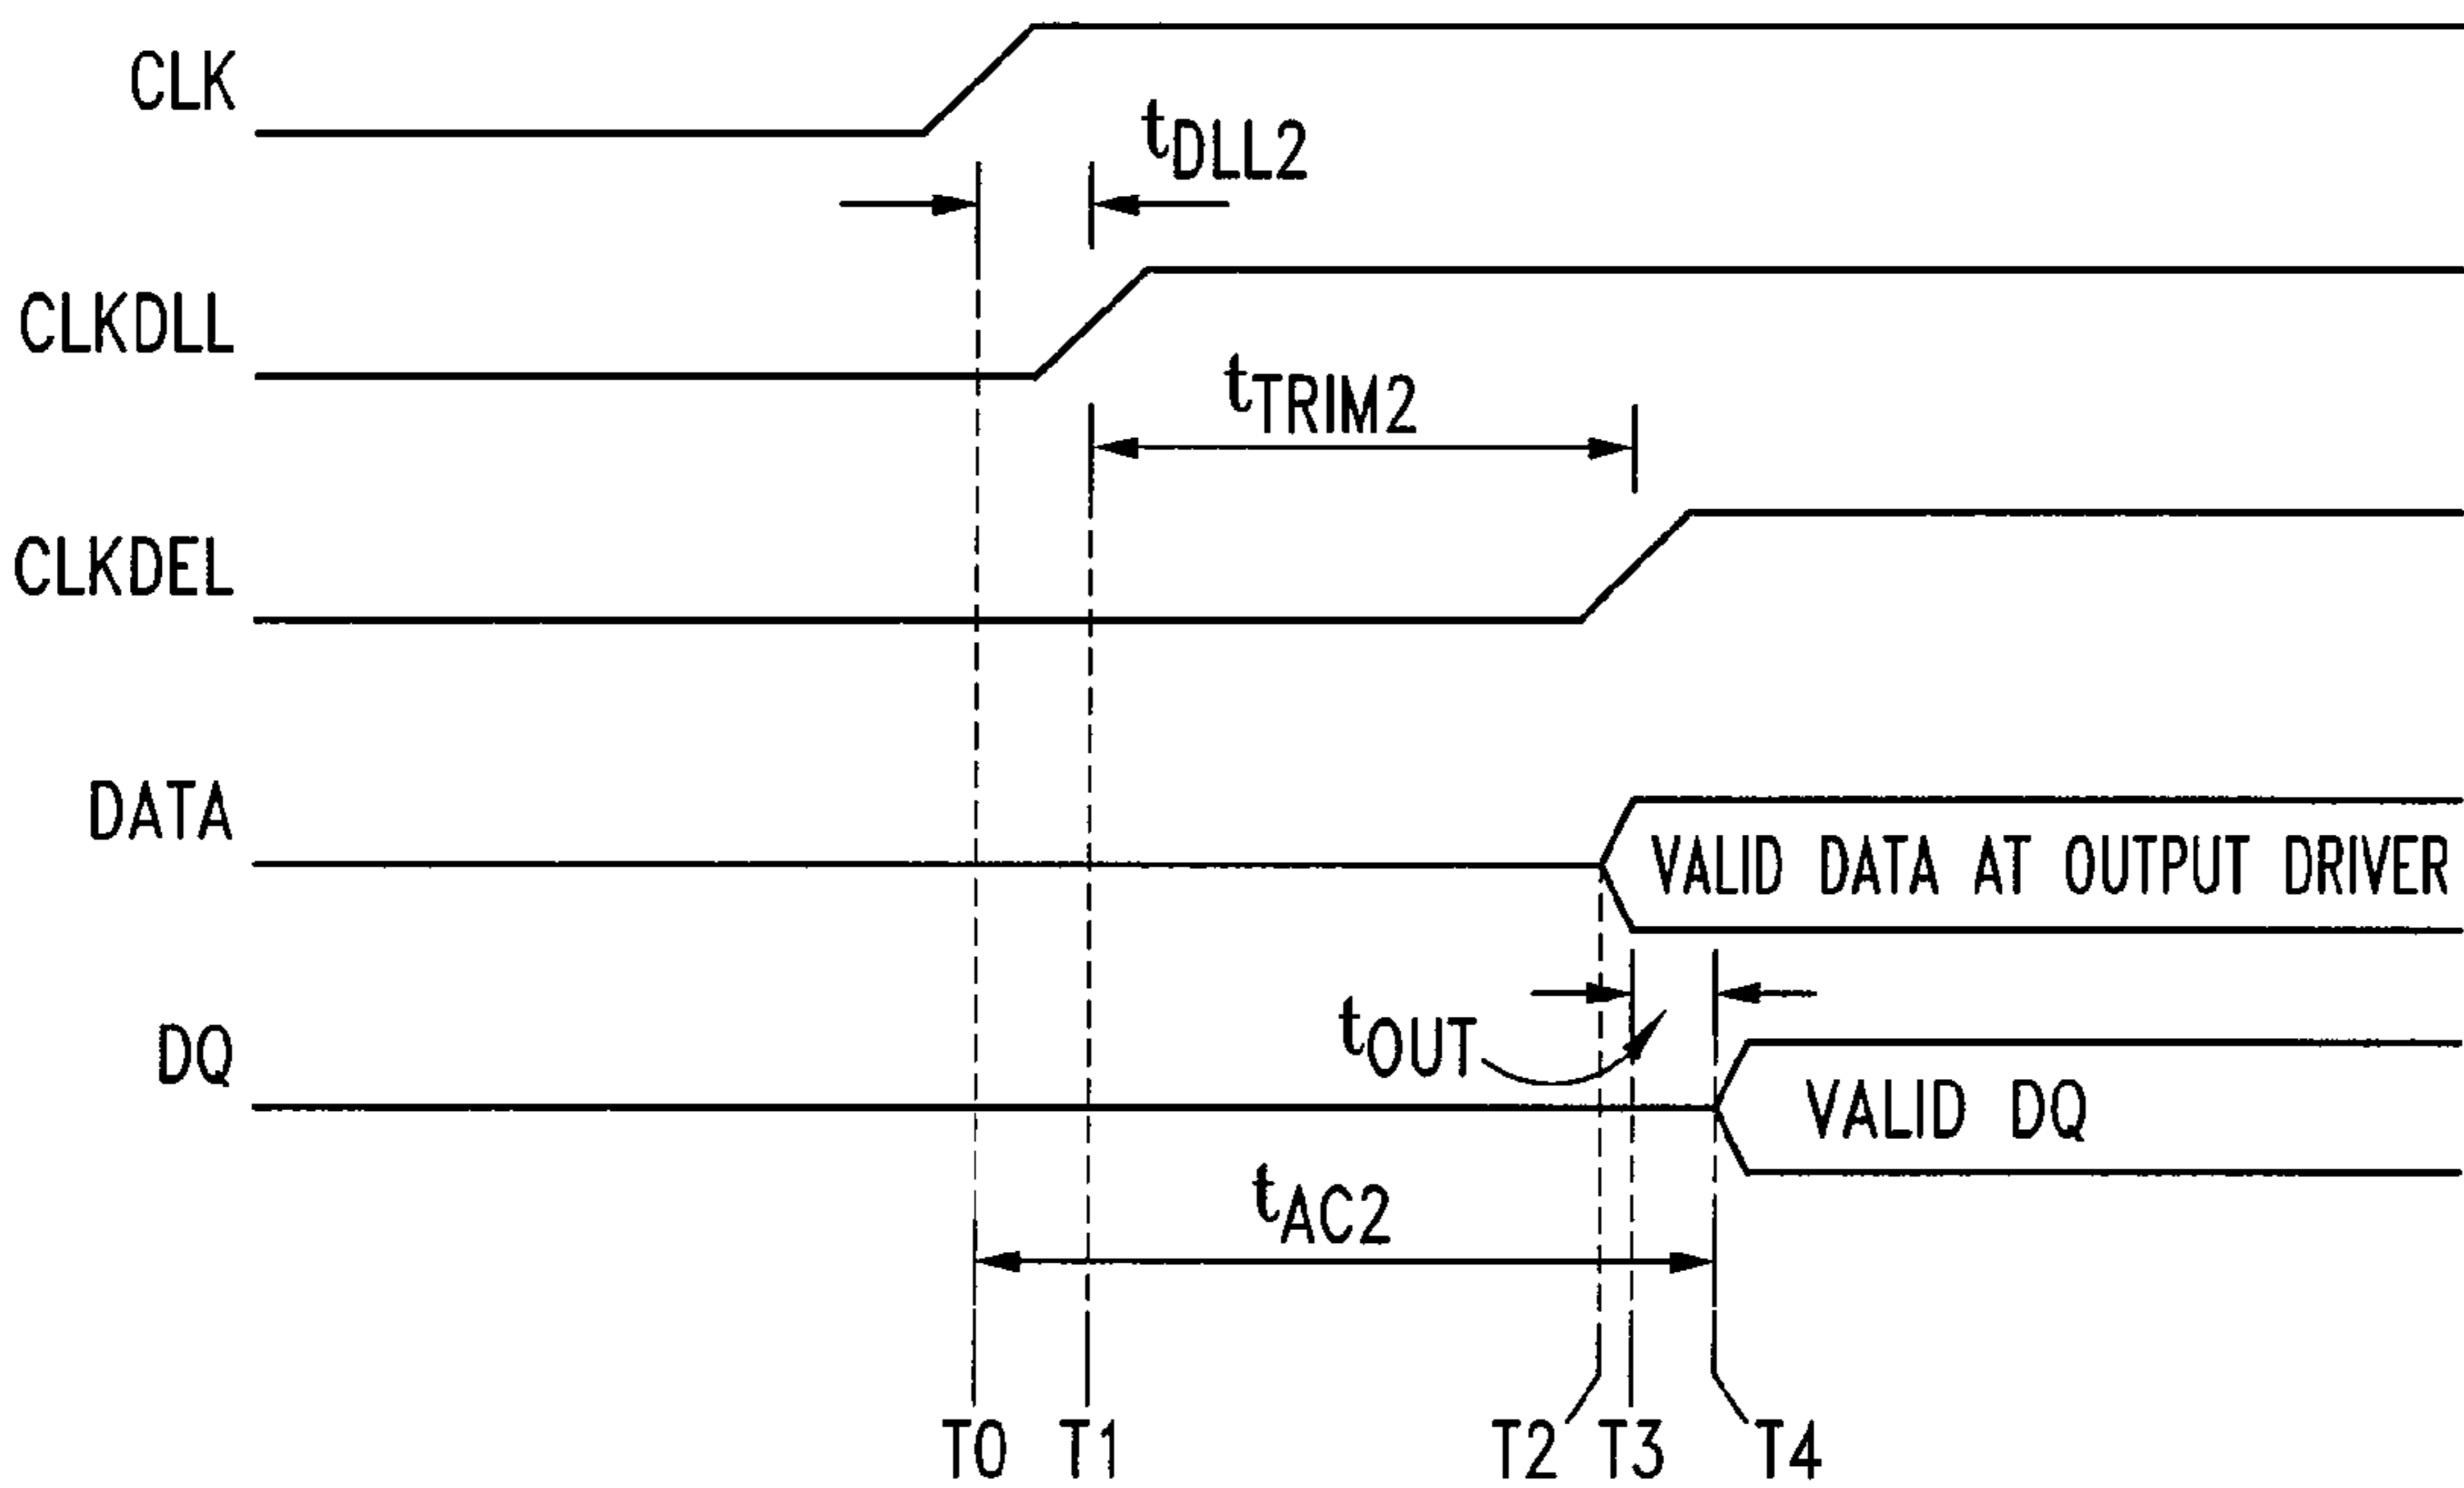 CLK
tDLL2
CLKDLL
tTRIM2
CLKDEL
DATA
VALID DATA AT OUTPUT DRIVER
tOUT
DQ
VALID DQ
tAC2
T0 T1 T2 T3 T4